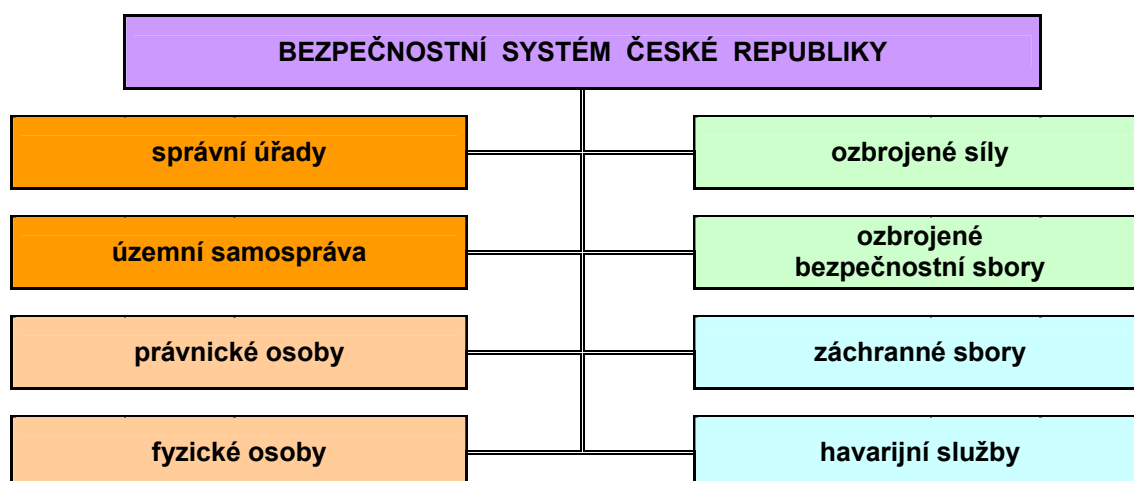 BEZPEČNOSTNÍ SYSTÉM ČESKÉ REPUBLIKY
správní úřady
ozbrojené síly
územní samospráva
ozbrojené
bezpečnostní sbory
právnické osoby
záchranné sbory
fyzické osoby
havarijní služby